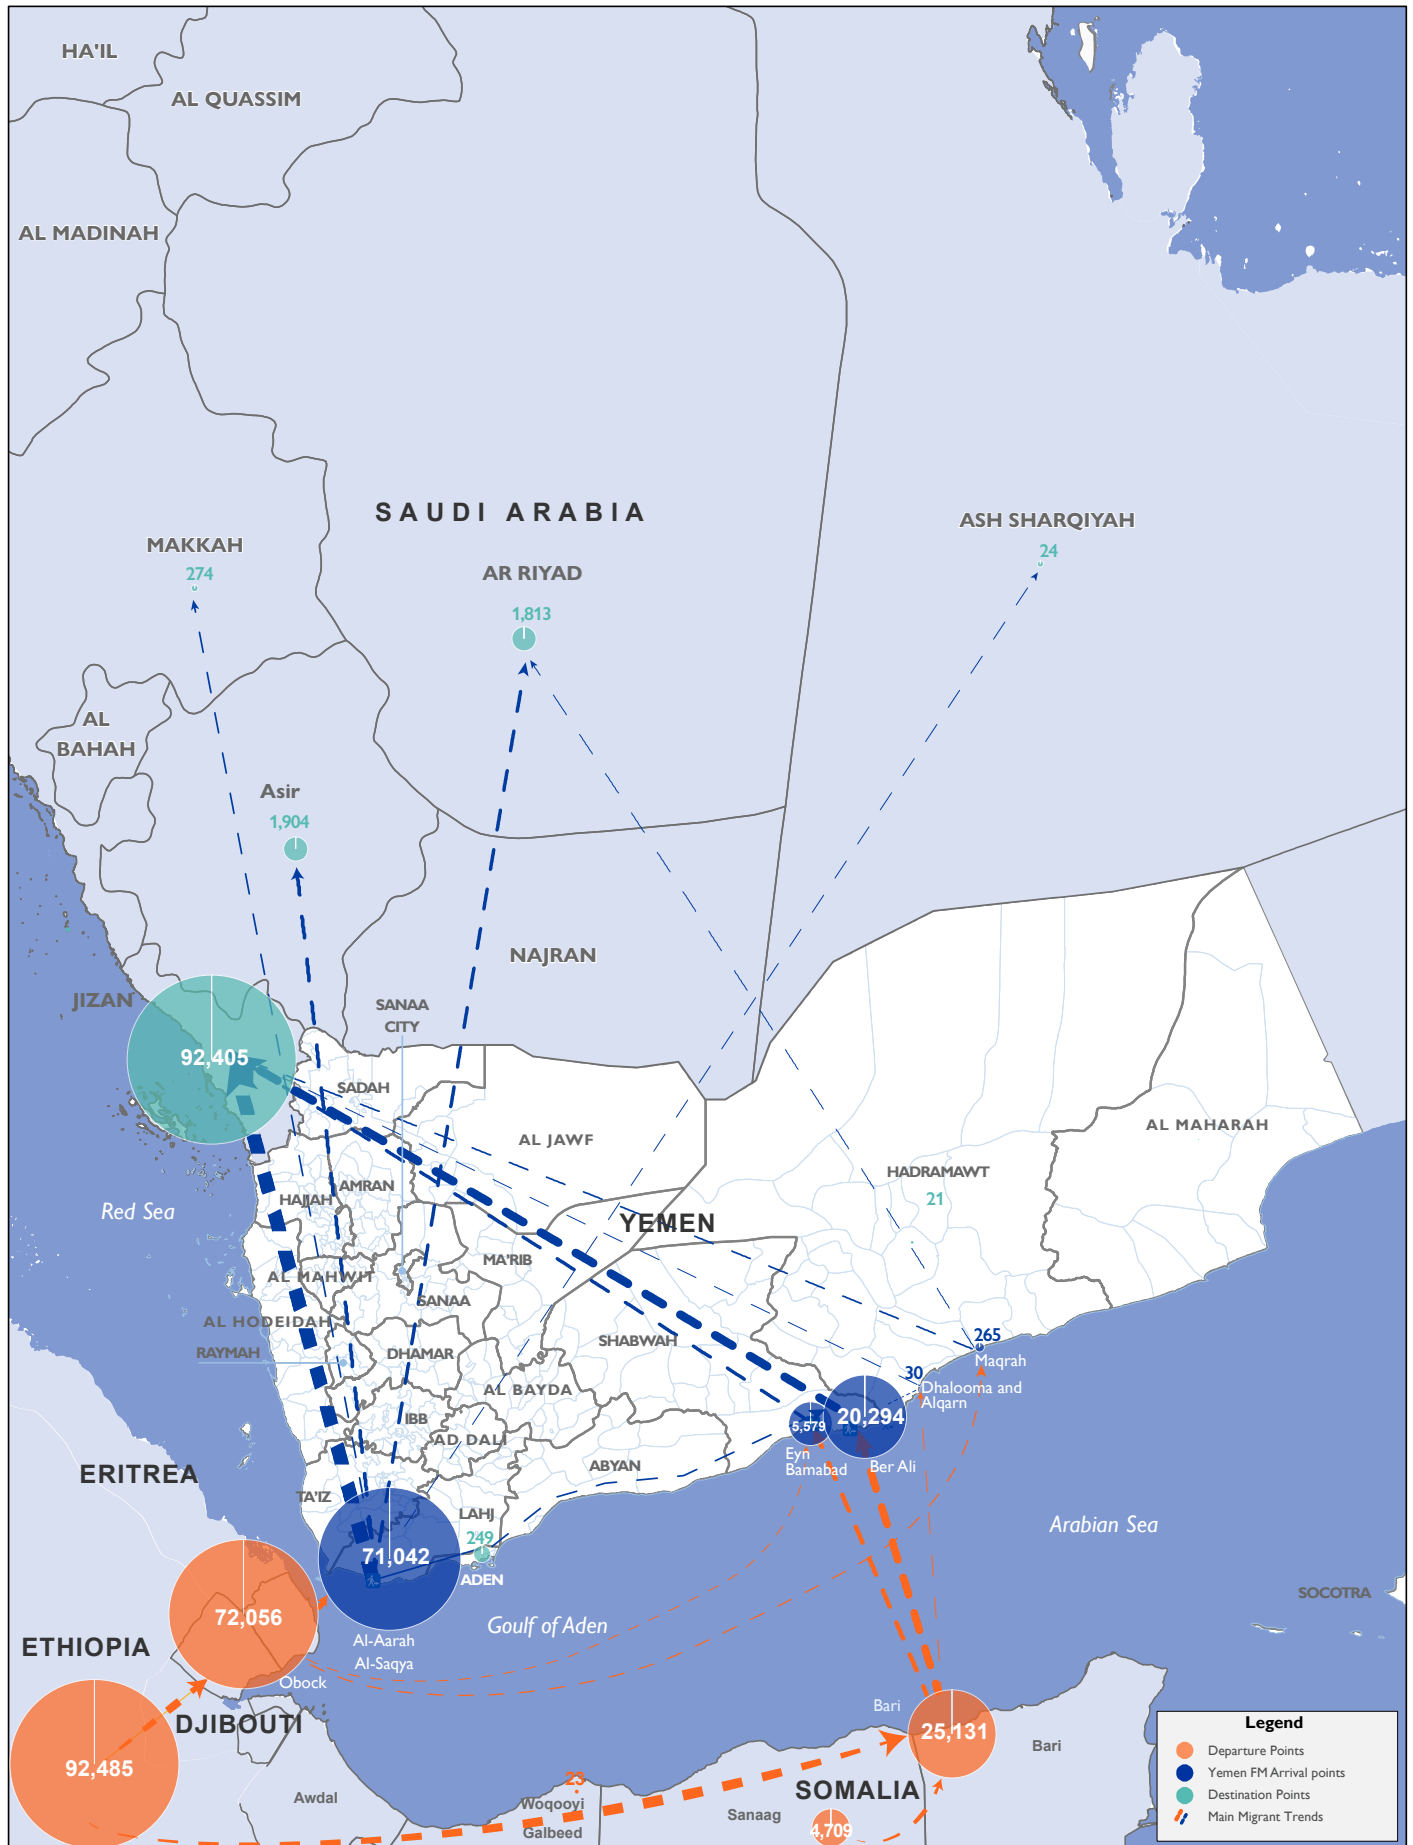 HA'IL
AL QUASSIM
AL MADINAH
SAUDI ARABIA
ASH SHARQIYAH
24
MAKKAH
274
AR RIYAD
1,813
AL
BAHAH
Asir
1,904
NAJRAN
JIZAN
SANAA
CITY
92,405
SADAH
AL JAWF
AL MAHARAH
HADRAMAWT
21
AMRAN
HAJJAH
Red Sea
YEMEN
MA'RIB
AL MAHWIT
SANAA
AL HODEIDAH
RAYMAH
DHAMAR
SHABWAH
265
Maqrah
30
Dhalooma and
Alqarn
AL BAYDA
IBB
AD DALI
5,579
20,294
Eyn
Bamabad
Ber Ali
ABYAN
ERITREA
TA'IZ
LAHJ
249
ADEN
71,042
Arabian Sea
SOCOTRA
72,056
Goulf of Aden
Al-Aarah
Al-Saqya
ETHIOPIA
Obock
DJIBOUTI
92,485
Bari
25,131
Bari
23
Woqooyi
Galbeed
Awdal
SOMALIA
Sanaag
4,709
Legend
Departure Points
Yemen FM Arrival points
Destination Points
Main Migrant Trends